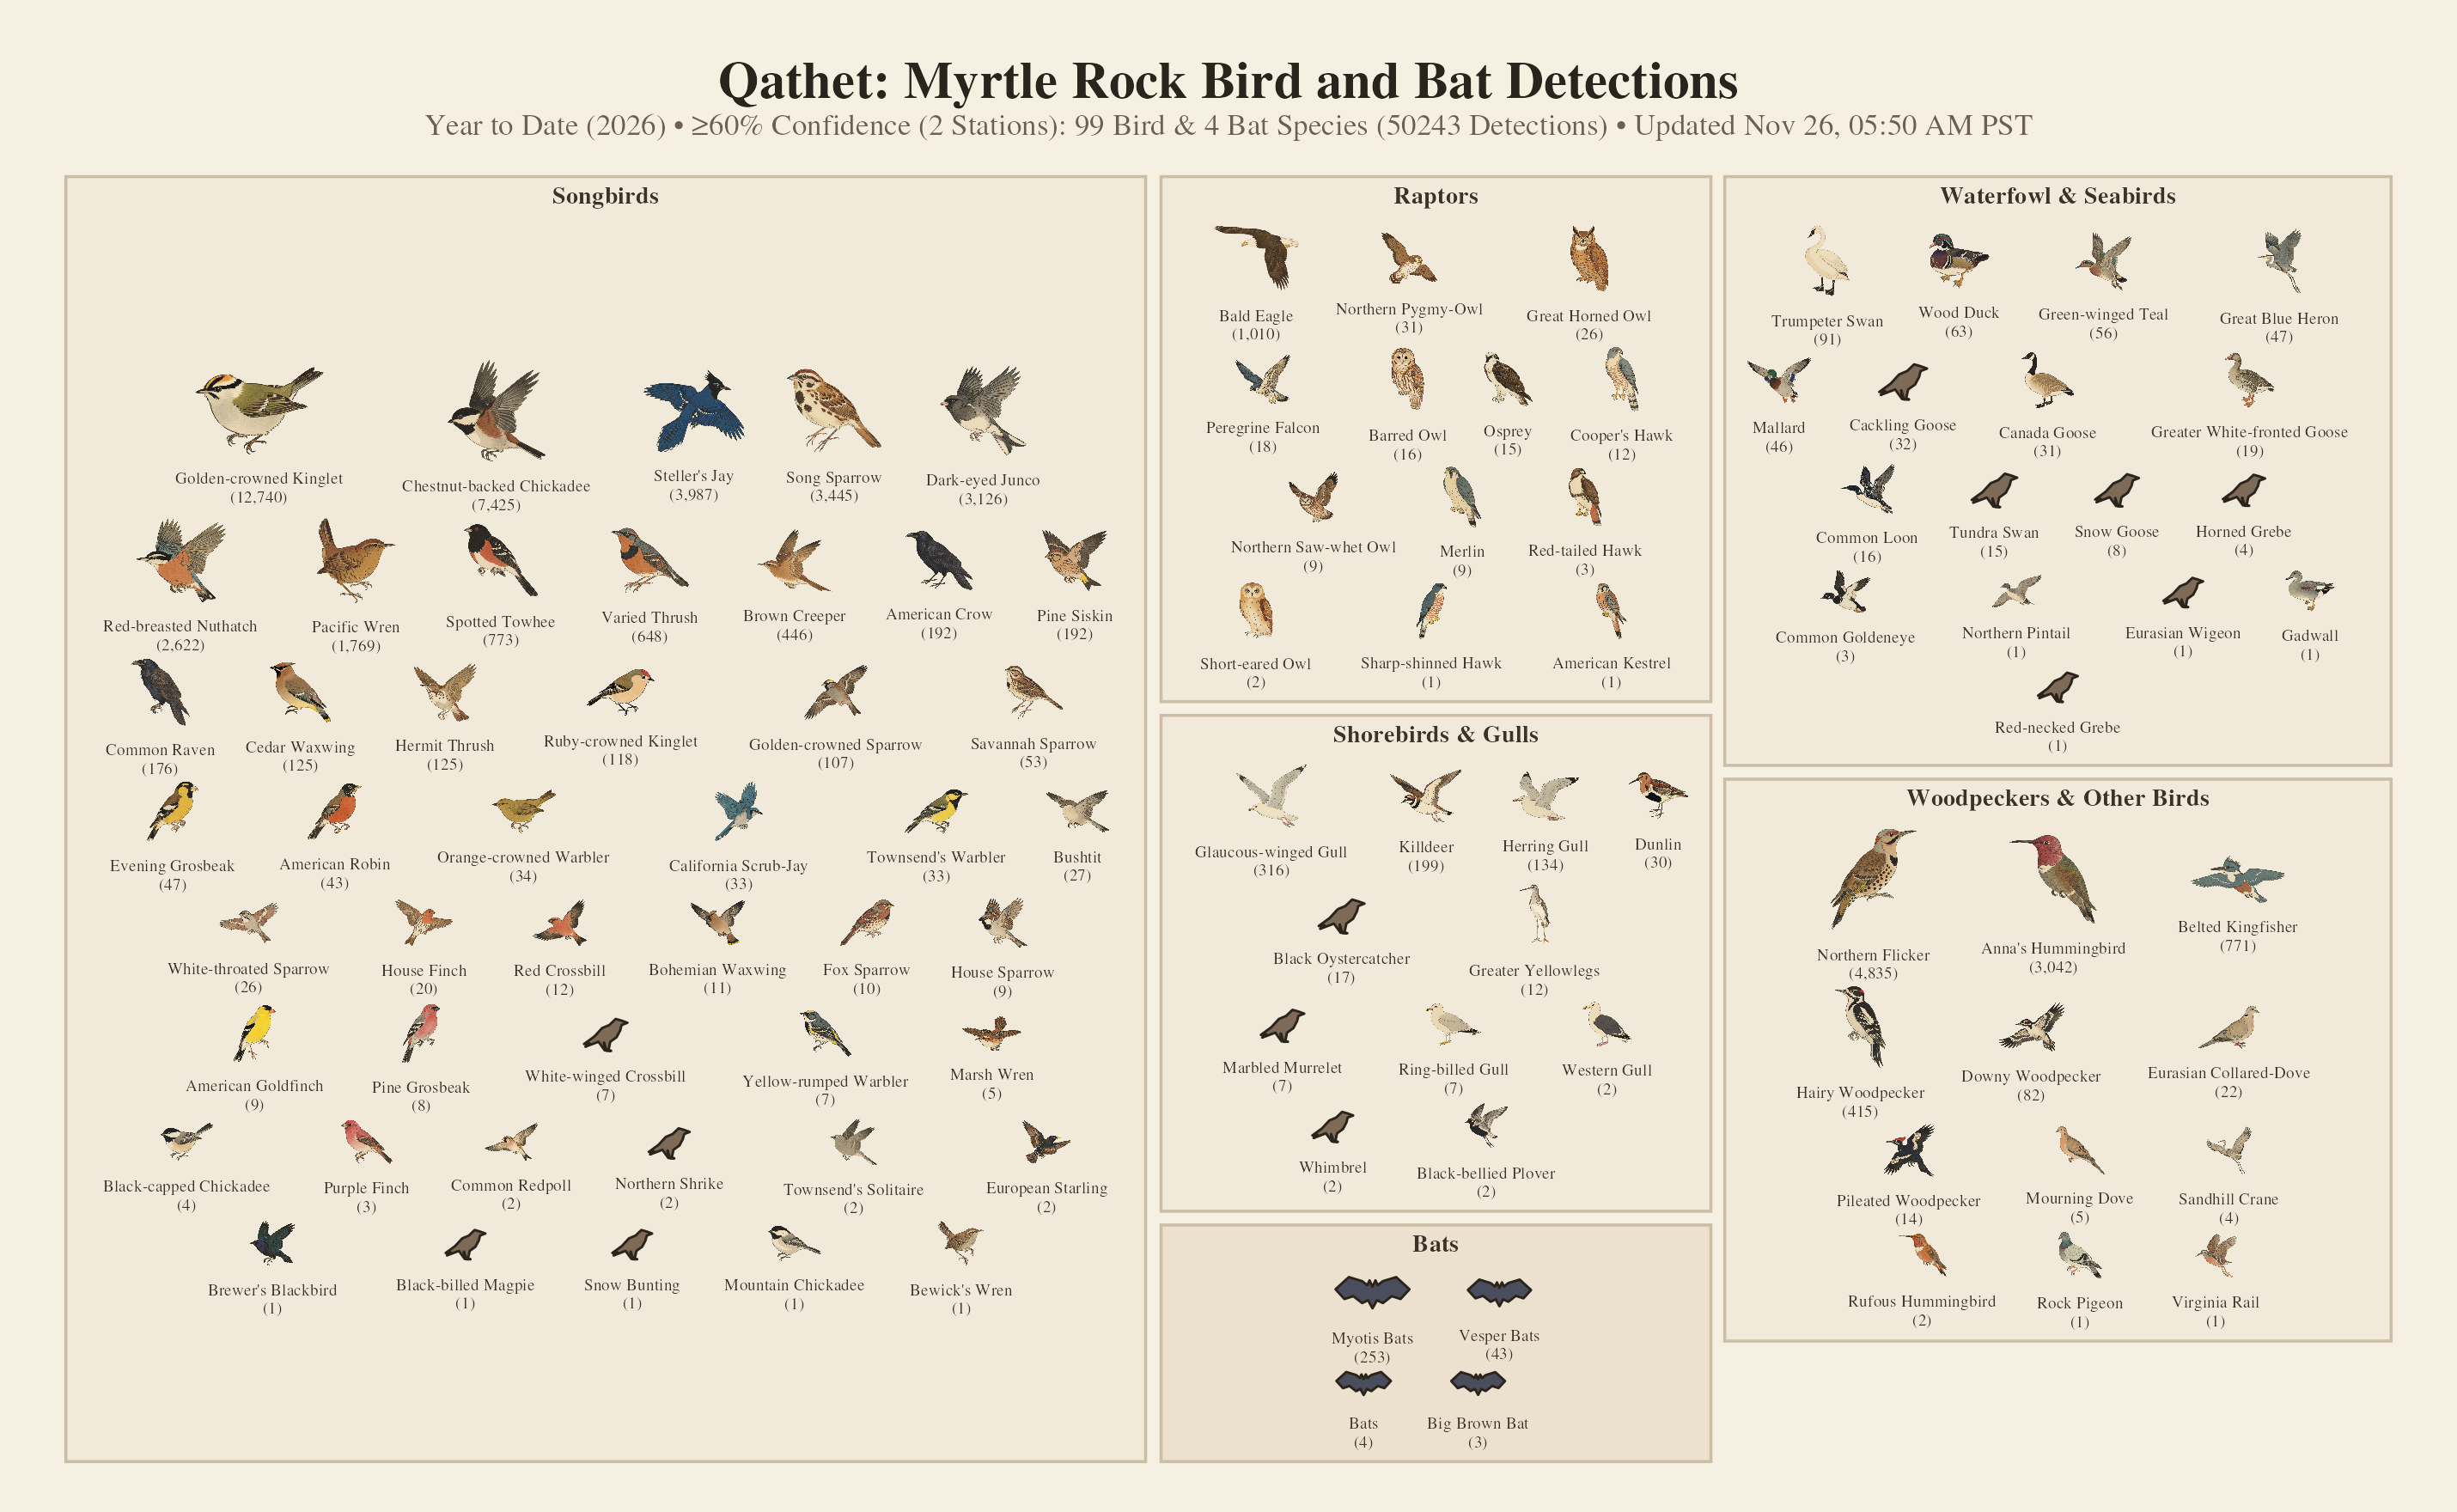 Qathet: Myrtle Rock Bird and Bat Detections
Year to Date (2026) • ≥60% Confidence (2 Stations): 99 Bird & 4 Bat Species (50243 Detections) • Updated Nov 26, 05:50 AM PST
Songbirds
Golden-crowned Kinglet
(12,740)
Chestnut-backed Chickadee
(7,425)
Steller's Jay
(3,987)
Song Sparrow
(3,445)
Dark-eyed Junco
(3,126)
Red-breasted Nuthatch
(2,622)
Pacific Wren
(1,769)
Spotted Towhee
(773)
Varied Thrush
(648)
Brown Creeper
(446)
American Crow
(192)
Pine Siskin
(192)
Common Raven
(176)
Cedar Waxwing
(125)
Hermit Thrush
(125)
Ruby-crowned Kinglet
(118)
Golden-crowned Sparrow
(107)
Savannah Sparrow
(53)
Evening Grosbeak
(47)
American Robin
(43)
Orange-crowned Warbler
(34)
California Scrub-Jay
(33)
Townsend's Warbler
(33)
Bushtit
(27)
White-throated Sparrow
(26)
House Finch
(20)
Red Crossbill
(12)
Bohemian Waxwing
(11)
Fox Sparrow
(10)
House Sparrow
(9)
American Goldfinch
(9)
Pine Grosbeak
(8)
White-winged Crossbill
(7)
Yellow-rumped Warbler
(7)
Marsh Wren
(5)
Black-capped Chickadee
(4)
Purple Finch
(3)
Common Redpoll
(2)
Northern Shrike
(2)
Townsend's Solitaire
(2)
European Starling
(2)
Brewer's Blackbird
(1)
Black-billed Magpie
(1)
Snow Bunting
(1)
Mountain Chickadee
(1)
Bewick's Wren
(1)
Raptors
Bald Eagle
(1,010)
Northern Pygmy-Owl
(31)
Great Horned Owl
(26)
Peregrine Falcon
(18)
Barred Owl
(16)
Osprey
(15)
Cooper's Hawk
(12)
Northern Saw-whet Owl
(9)
Merlin
(9)
Red-tailed Hawk
(3)
Short-eared Owl
(2)
Sharp-shinned Hawk
(1)
American Kestrel
(1)
Shorebirds & Gulls
Glaucous-winged Gull
(316)
Killdeer
(199)
Herring Gull
(134)
Dunlin
(30)
Black Oystercatcher
(17)
Greater Yellowlegs
(12)
Marbled Murrelet
(7)
Ring-billed Gull
(7)
Western Gull
(2)
Whimbrel
(2)
Black-bellied Plover
(2)
Bats
Myotis Bats
(253)
Vesper Bats
(43)
Bats
(4)
Big Brown Bat
(3)
Waterfowl & Seabirds
Trumpeter Swan
(91)
Wood Duck
(63)
Green-winged Teal
(56)
Great Blue Heron
(47)
Mallard
(46)
Cackling Goose
(32)
Canada Goose
(31)
Greater White-fronted Goose
(19)
Common Loon
(16)
Tundra Swan
(15)
Snow Goose
(8)
Horned Grebe
(4)
Common Goldeneye
(3)
Northern Pintail
(1)
Eurasian Wigeon
(1)
Gadwall
(1)
Red-necked Grebe
(1)
Woodpeckers & Other Birds
Northern Flicker
(4,835)
Anna's Hummingbird
(3,042)
Belted Kingfisher
(771)
Hairy Woodpecker
(415)
Downy Woodpecker
(82)
Eurasian Collared-Dove
(22)
Pileated Woodpecker
(14)
Mourning Dove
(5)
Sandhill Crane
(4)
Rufous Hummingbird
(2)
Rock Pigeon
(1)
Virginia Rail
(1)